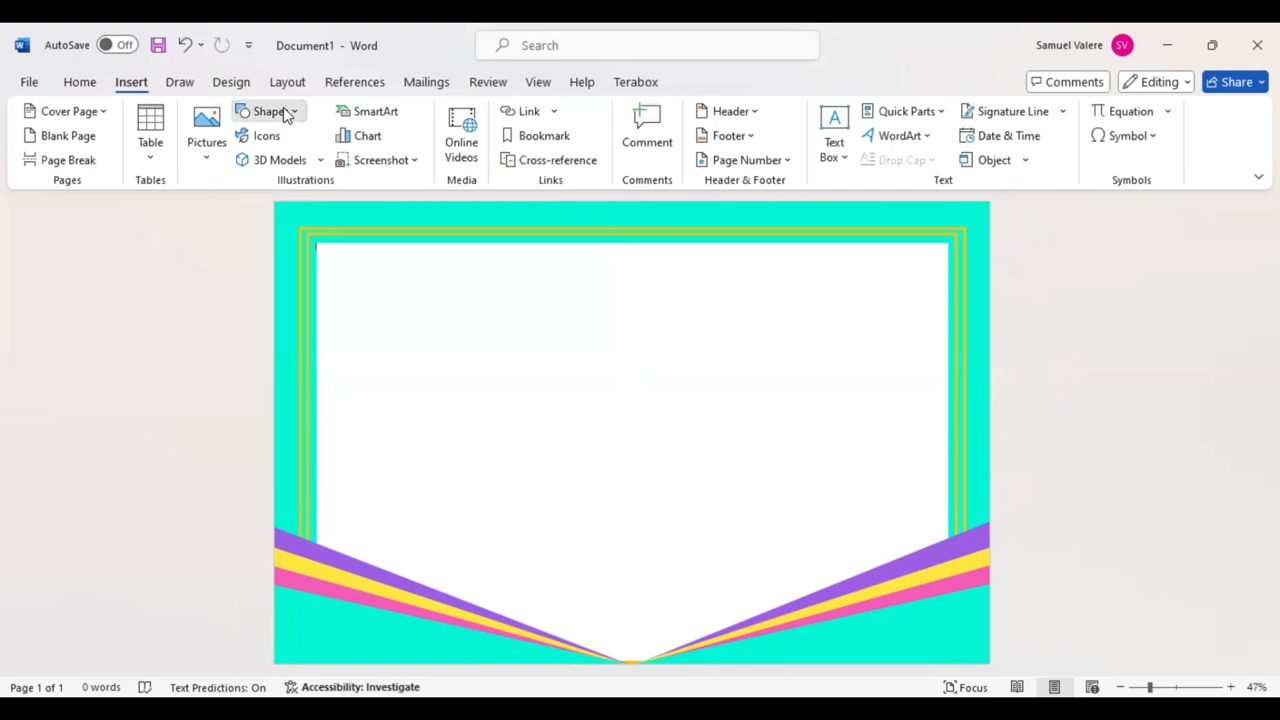 AutoSave Off Document1 - Word Search Samuel Valere SV
File Home Insert Draw Design Layout References Mailings Review View Help Terabox Comments Editing Share
Cover Page
Blank Page
Page Break
Pages
Table
Tables
Pictures
Shapes
Icons
3D Models
SmartArt
Chart
Screenshot
Illustrations
Online
Videos
Media
Link
Bookmark
Cross-reference
Links
Comment
Comments
Header
Footer
Page Number
Header & Footer
A
Text
Box
Quick Parts
WordArt
Drop Cap
Signature Line
Date & Time
Object
Text
Equation
Symbol
Symbols
Page 1 of 1 0 words Text Predictions: On Accessibility: Investigate Focus 47%